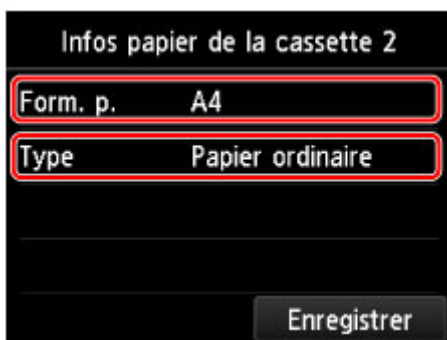 Infos papier de la cassette 2
Form. p. A4
Type Papier ordinaire
Enregistrer